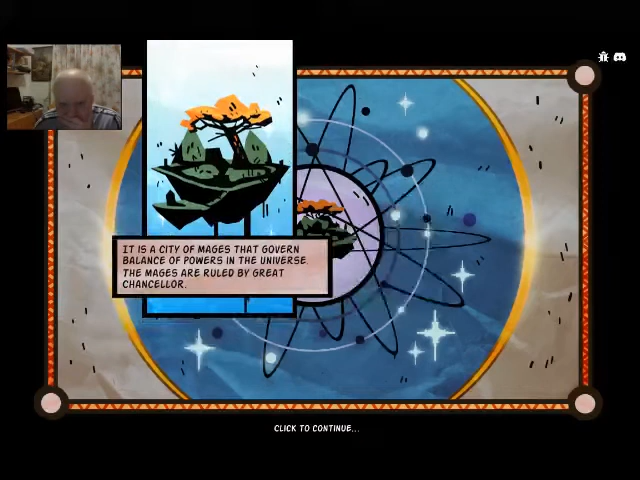 IT IS A CITY OF MAGES THAT GOVERN
BALANCE OF POWERS IN THE UNIVERSE.
THE MAGES ARE RULED BY GREAT
CHANCELLOR.
CLICK TO CONTINUE...